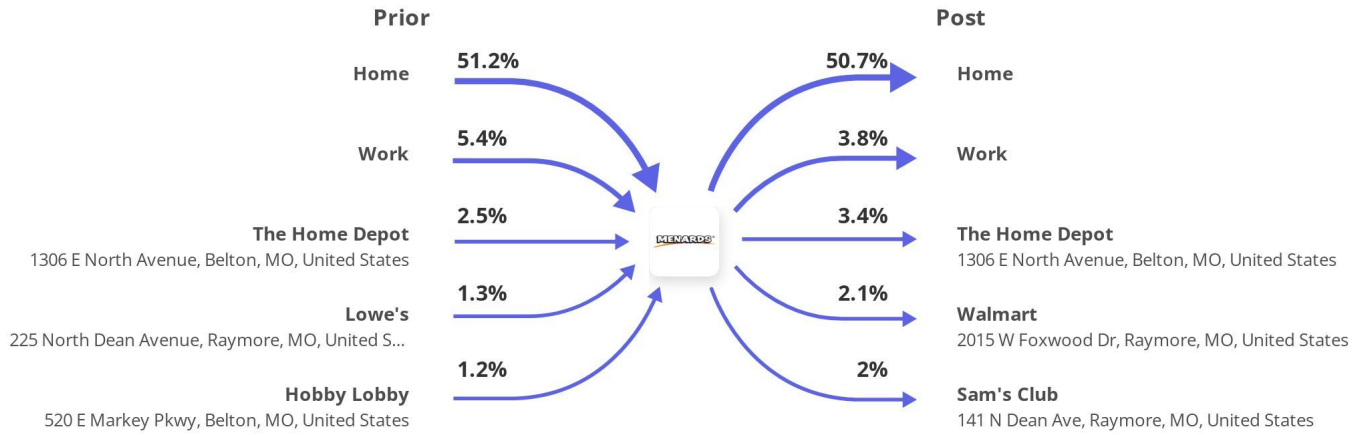 Prior
Post
51.2%
Home
50.7%
Home
5.4%
Work
3.8%
Work
2.5%
The Home Depot
1306 E North Avenue, Belton, MO, United States
MENARDS
3.4%
The Home Depot
1306 E North Avenue, Belton, MO, United States
1.3%
Lowe's
225 North Dean Avenue, Raymore, MO, United S...
2.1%
Walmart
2015 W Foxwood Dr, Raymore, MO, United States
1.2%
Hobby Lobby
520 E Markey Pkwy, Belton, MO, United States
2%
Sam's Club
141 N Dean Ave, Raymore, MO, United States